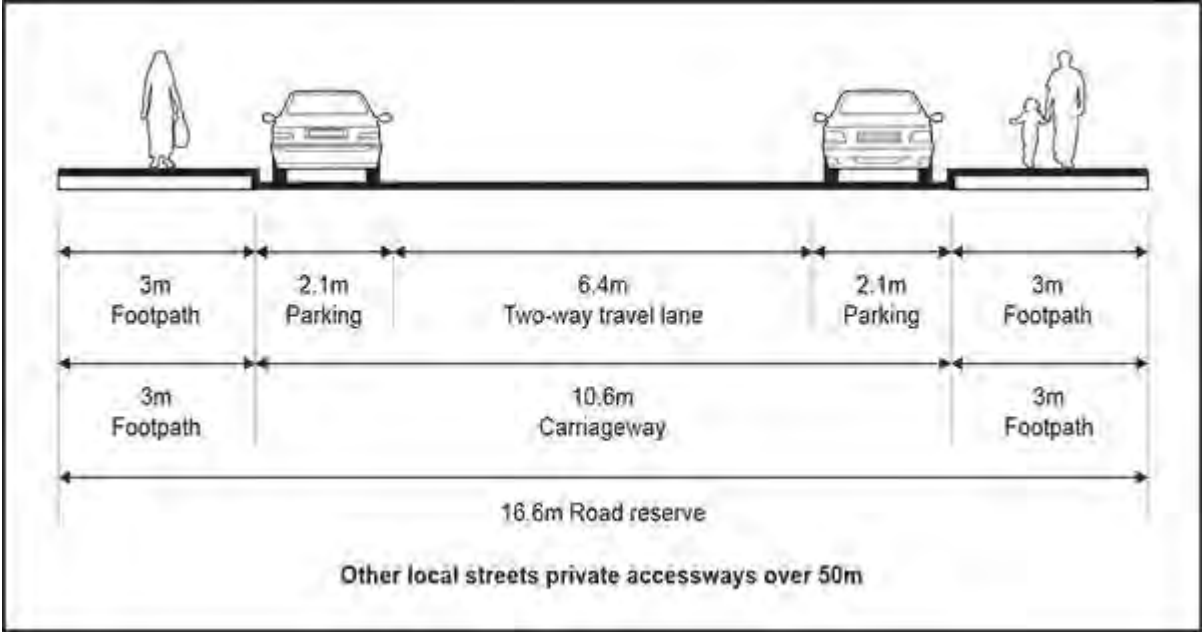 3m 2.1m 6.4m 2.1m 3m
Footpath Parking Two-way travel lane Parking Footpath
3m 10.6m 3m
Footpath Carriageway Footpath
16.6m Road reserve
Other local streets private accessways over 50m